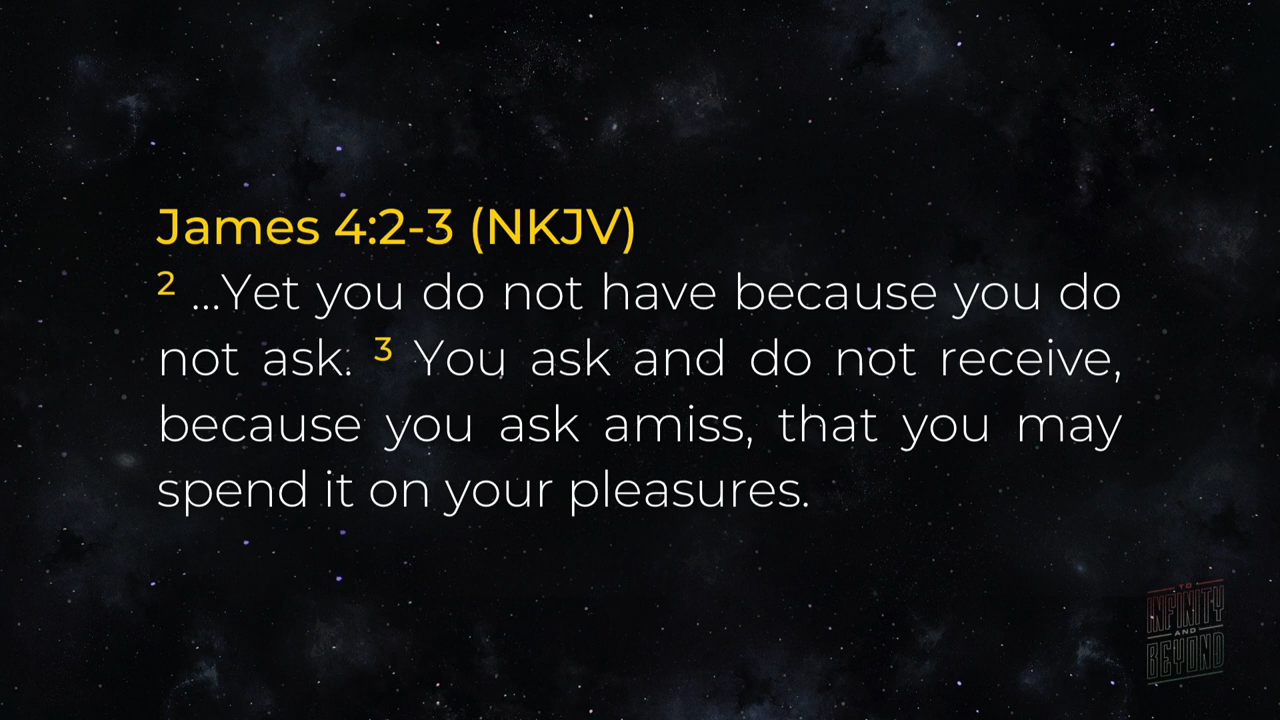 James 4:2-3 (NKJV)
2 ...Yet you do not have because you do
not ask. 3 You ask and do not receive,
because you ask amiss, that you may
spend it on your pleasures.
TO
INFINITY
AND
BEYOND